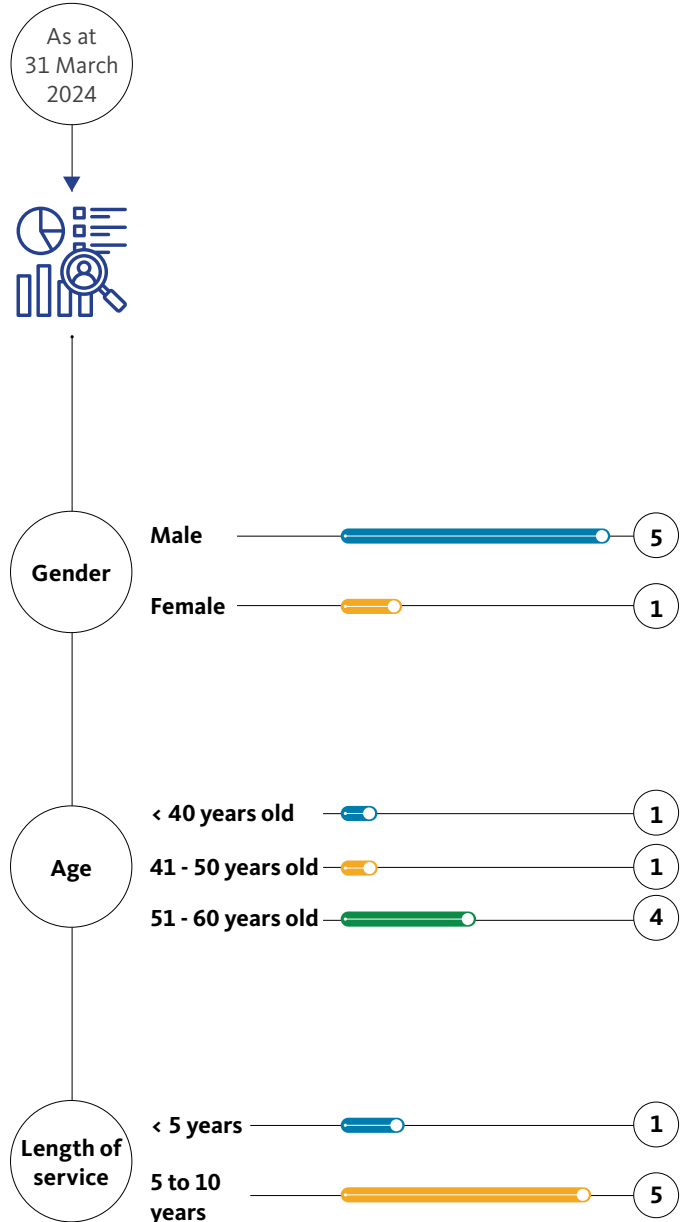 As at
31 March
2024
Gender
Male
5
Female
1
Age
< 40 years old
1
41 - 50 years old
1
51 - 60 years old
4
Length of
service
< 5 years
1
5 to 10
years
5